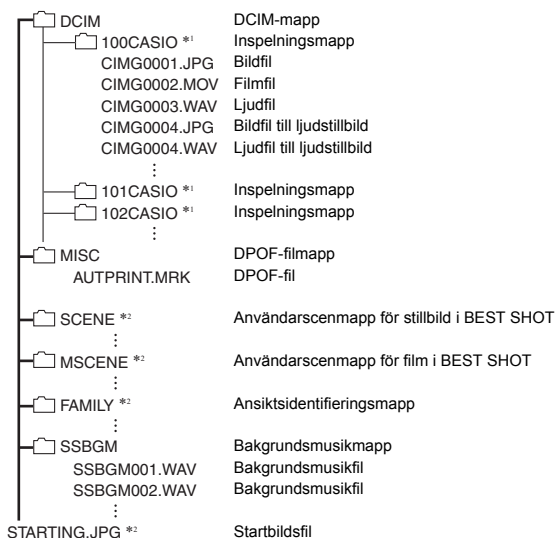 DCIM DCIM-mapp
100CASIO *1 Inspelningsmapp
CIMG0001.JPG Bildfil
CIMG0002.MOV Filmfil
CIMG0003.WAV Ljudfil
CIMG0004.JPG Bildfil till ljudstillbild
CIMG0004.WAV Ljudfil till ljudstillbild
101CASIO *1 Inspelningsmapp
102CASIO *1 Inspelningsmapp
MISC DPOF-filmapp
AUTPRINT.MRK DPOF-fil
SCENE *2 Användarscenmapp för stillbild i BEST SHOT
MSCENE *2 Användarscenmapp för film i BEST SHOT
FAMILY *2 Ansiktsidentifieringsmapp
SSBGM Bakgrundsmusikmapp
SSBGM001.WAV Bakgrundsmusikfil
SSBGM002.WAV Bakgrundsmusikfil
STARTING.JPG *2 Startbildsfil